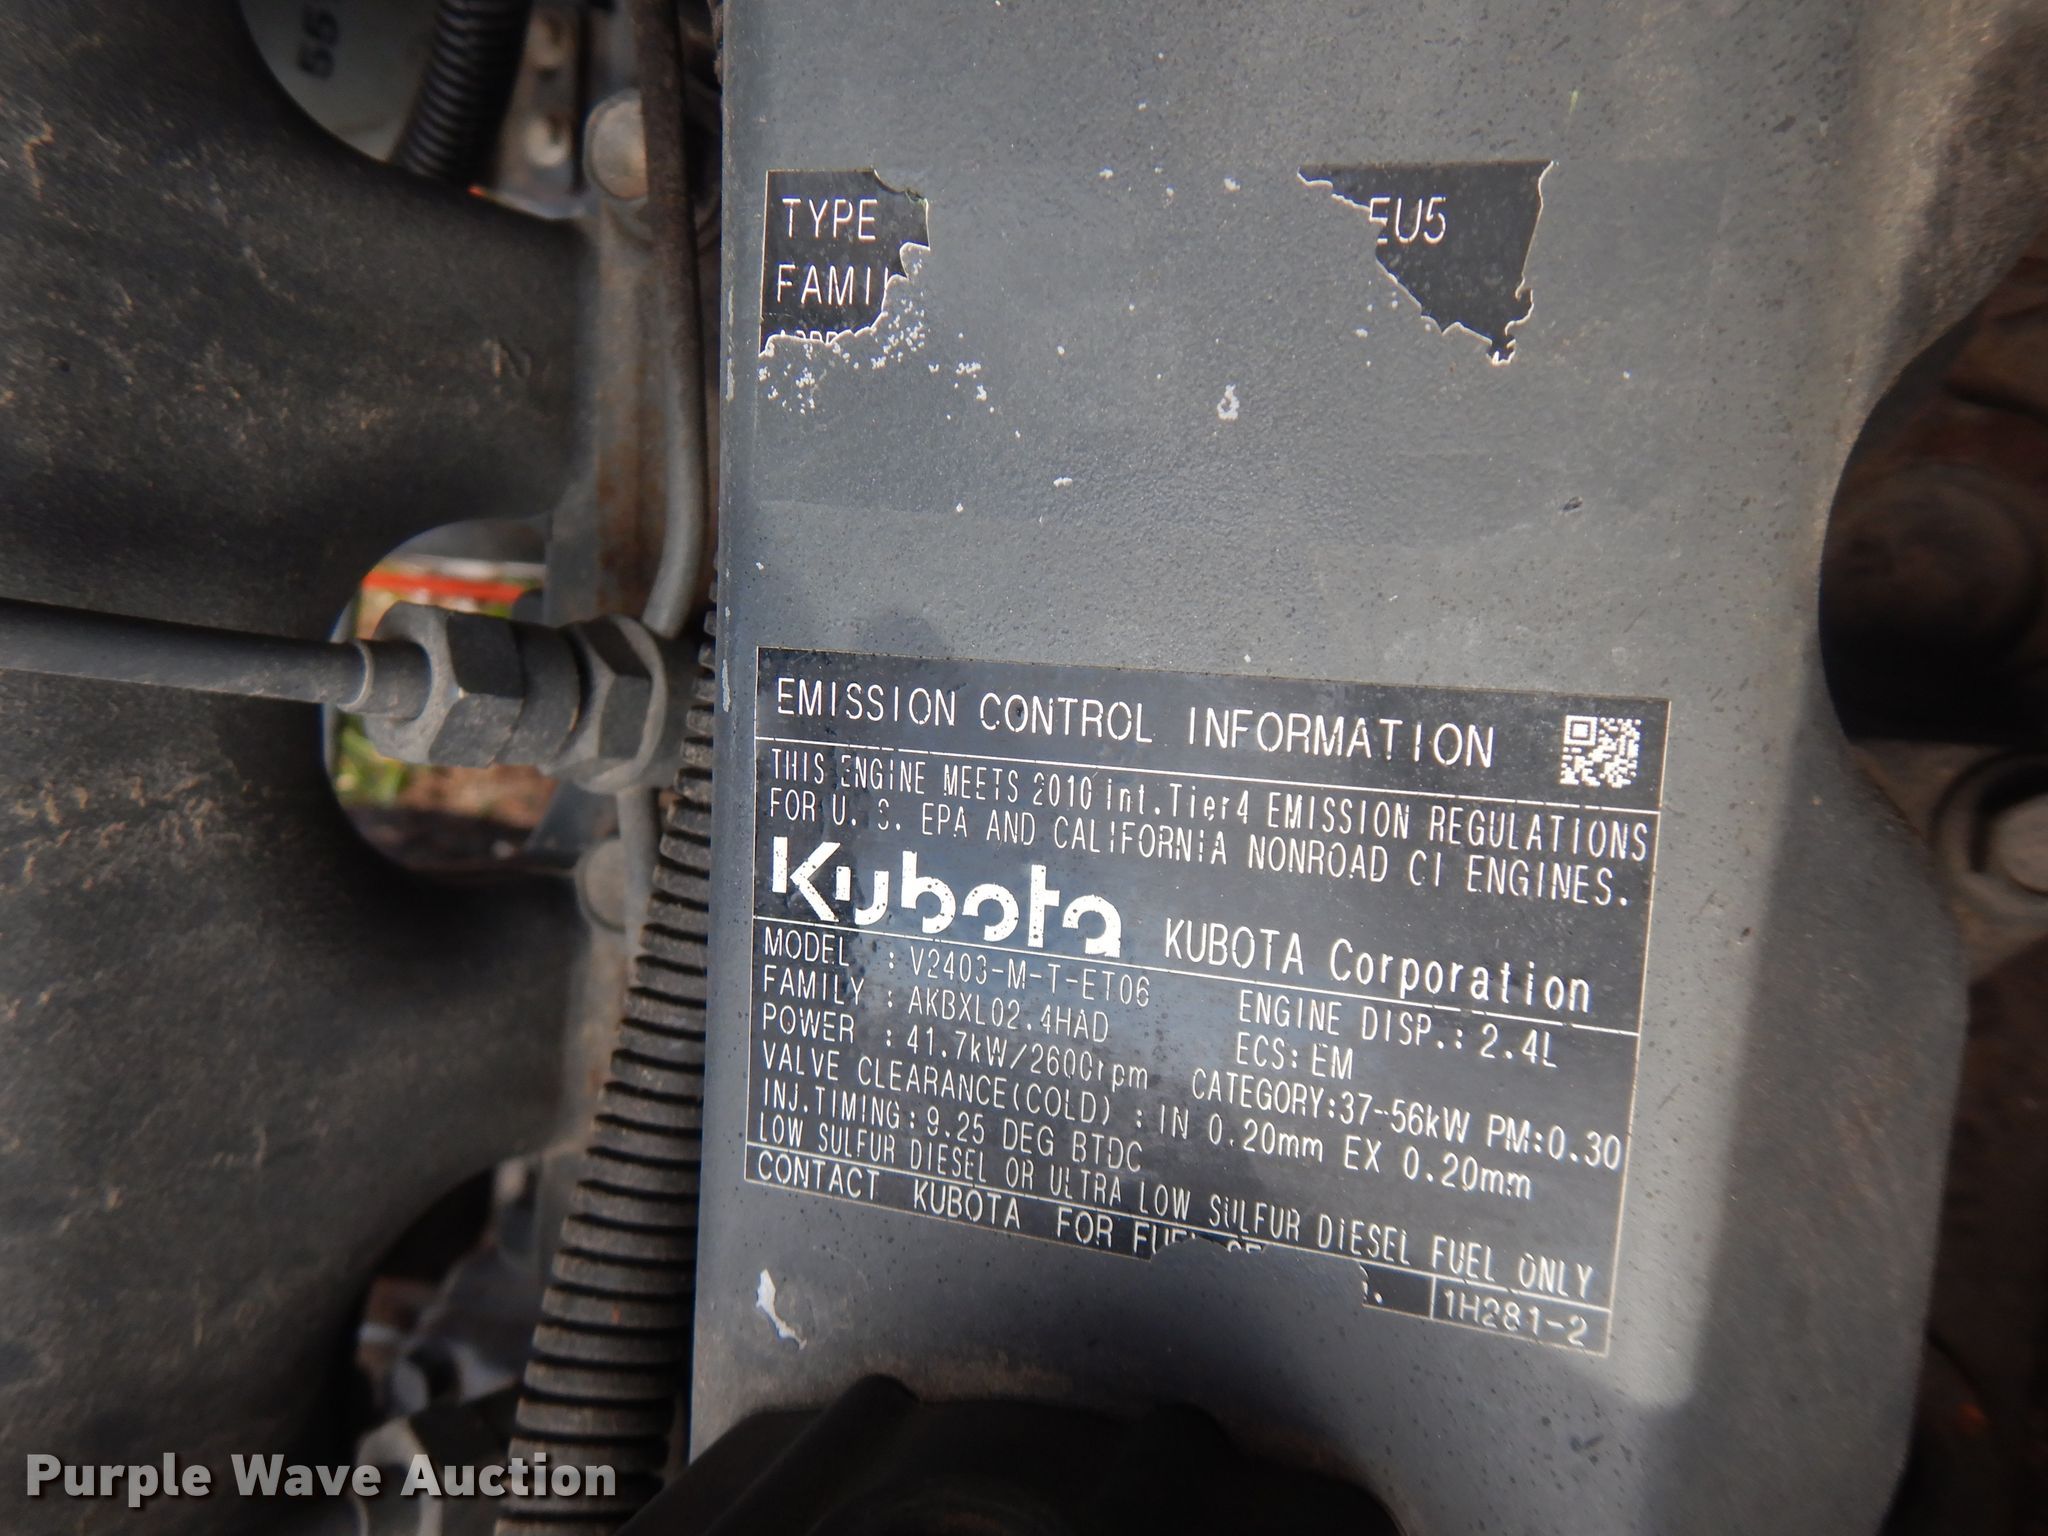 557
TYPE
EU5
FAMIL
EMISSION CONTROL INFORMATION
THIS ENGINE MEETS 2010 int.Tier4 EMISSION REGULATIONS
FOR U. S. EPA AND CALIFORNIA NONROAD CI ENGINES.
Kubota KUBOTA Corporation
MODEL : V2403-M-T-ET06 ENGINE DISP.: 2.4L
FAMILY : AKBXL02.4HAD ECS: EM
POWER : 41.7kW/2600rpm CATEGORY:37-56kW PM:0.30
VALVE CLEARANCE(COLD) : IN 0.20mm EX 0.20mm
INJ.TIMING:9.25 DEG BTDC
LOW SULFUR DIESEL OR ULTRA LOW SULFUR DIESEL FUEL ONLY
CONTACT KUBOTA FOR FUEL 1H281-2
Purple Wave Auction